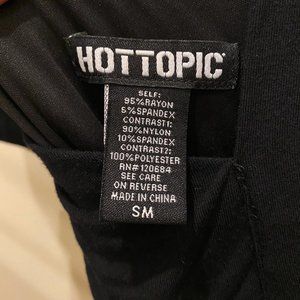 HOTTOPIC
SELF:
95%RAYON
5%SPANDEX
CONTRAST1:
90%NYLON
10%SPANDEX
CONTRAST2:
100%POLYESTER
RN#120684
SEE CARE
ON REVERSE
MADE IN CHINA
SM